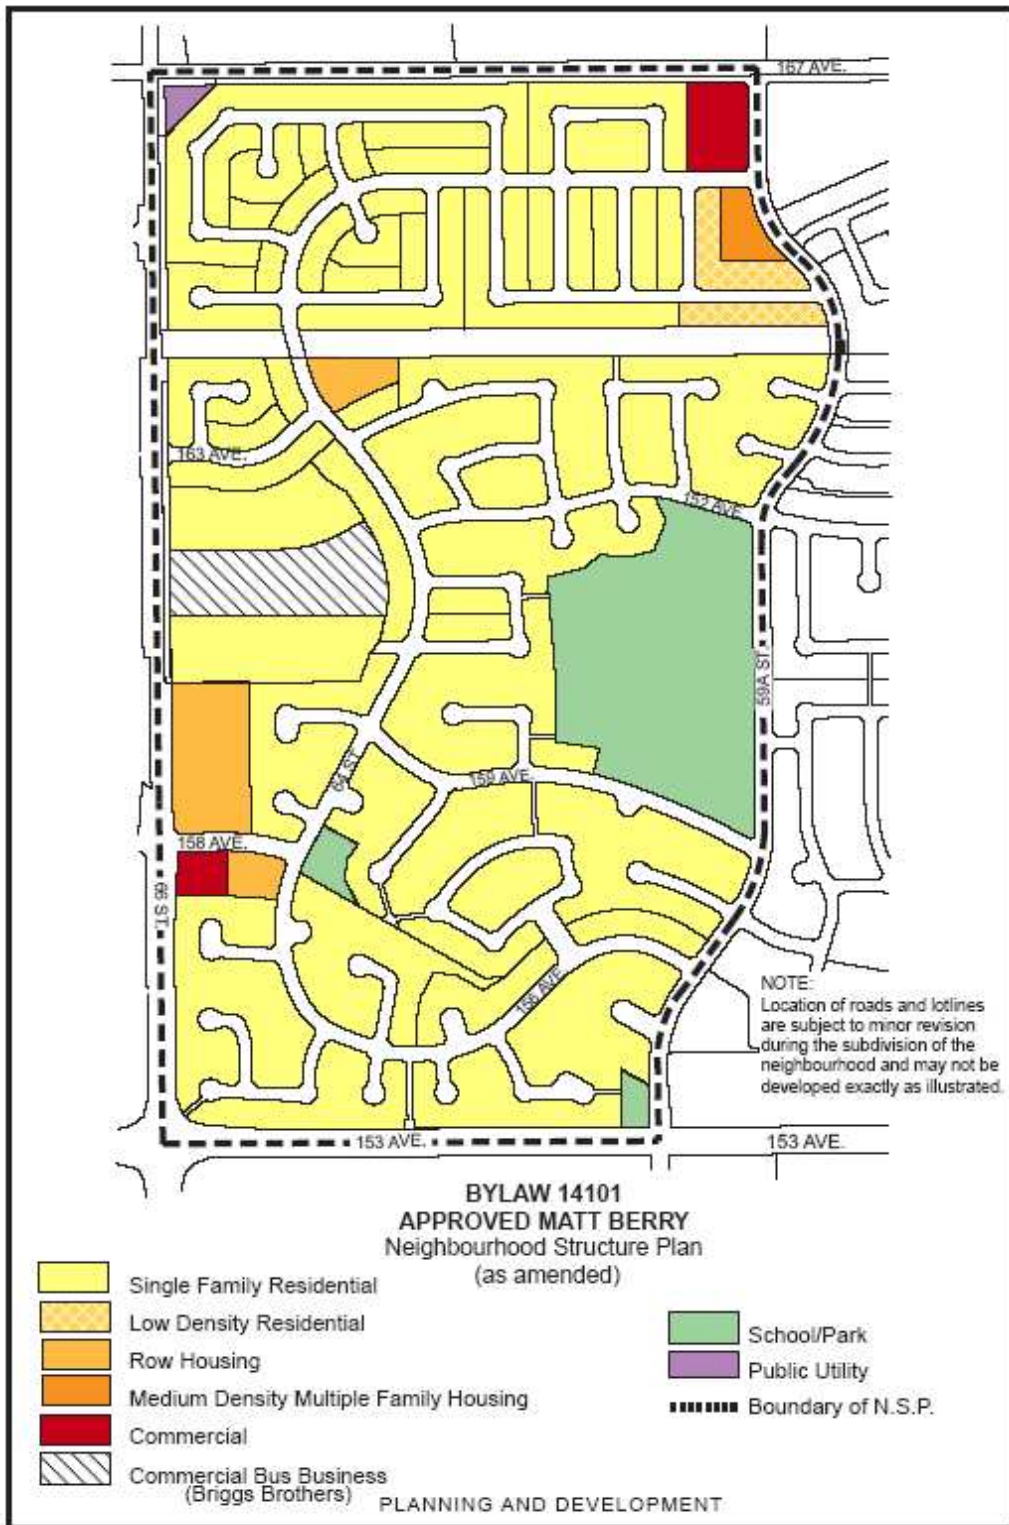 167 AVE.
163 AVE.
152 AVE.
59A ST.
64 ST.
159 AVE.
158 AVE.
66 ST.
156 AVE.
NOTE:
Location of roads and lotlines
are subject to minor revision
during the subdivision of the
neighbourhood and may not be
developed exactly as illustrated.
153 AVE.
153 AVE.
BYLAW 14101
APPROVED MATT BERRY
Neighbourhood Structure Plan
(as amended)
Single Family Residential
Low Density Residential
Row Housing
Medium Density Multiple Family Housing
Commercial
Commercial Bus Business
(Briggs Brothers)
School/Park
Public Utility
Boundary of N.S.P.
PLANNING AND DEVELOPMENT